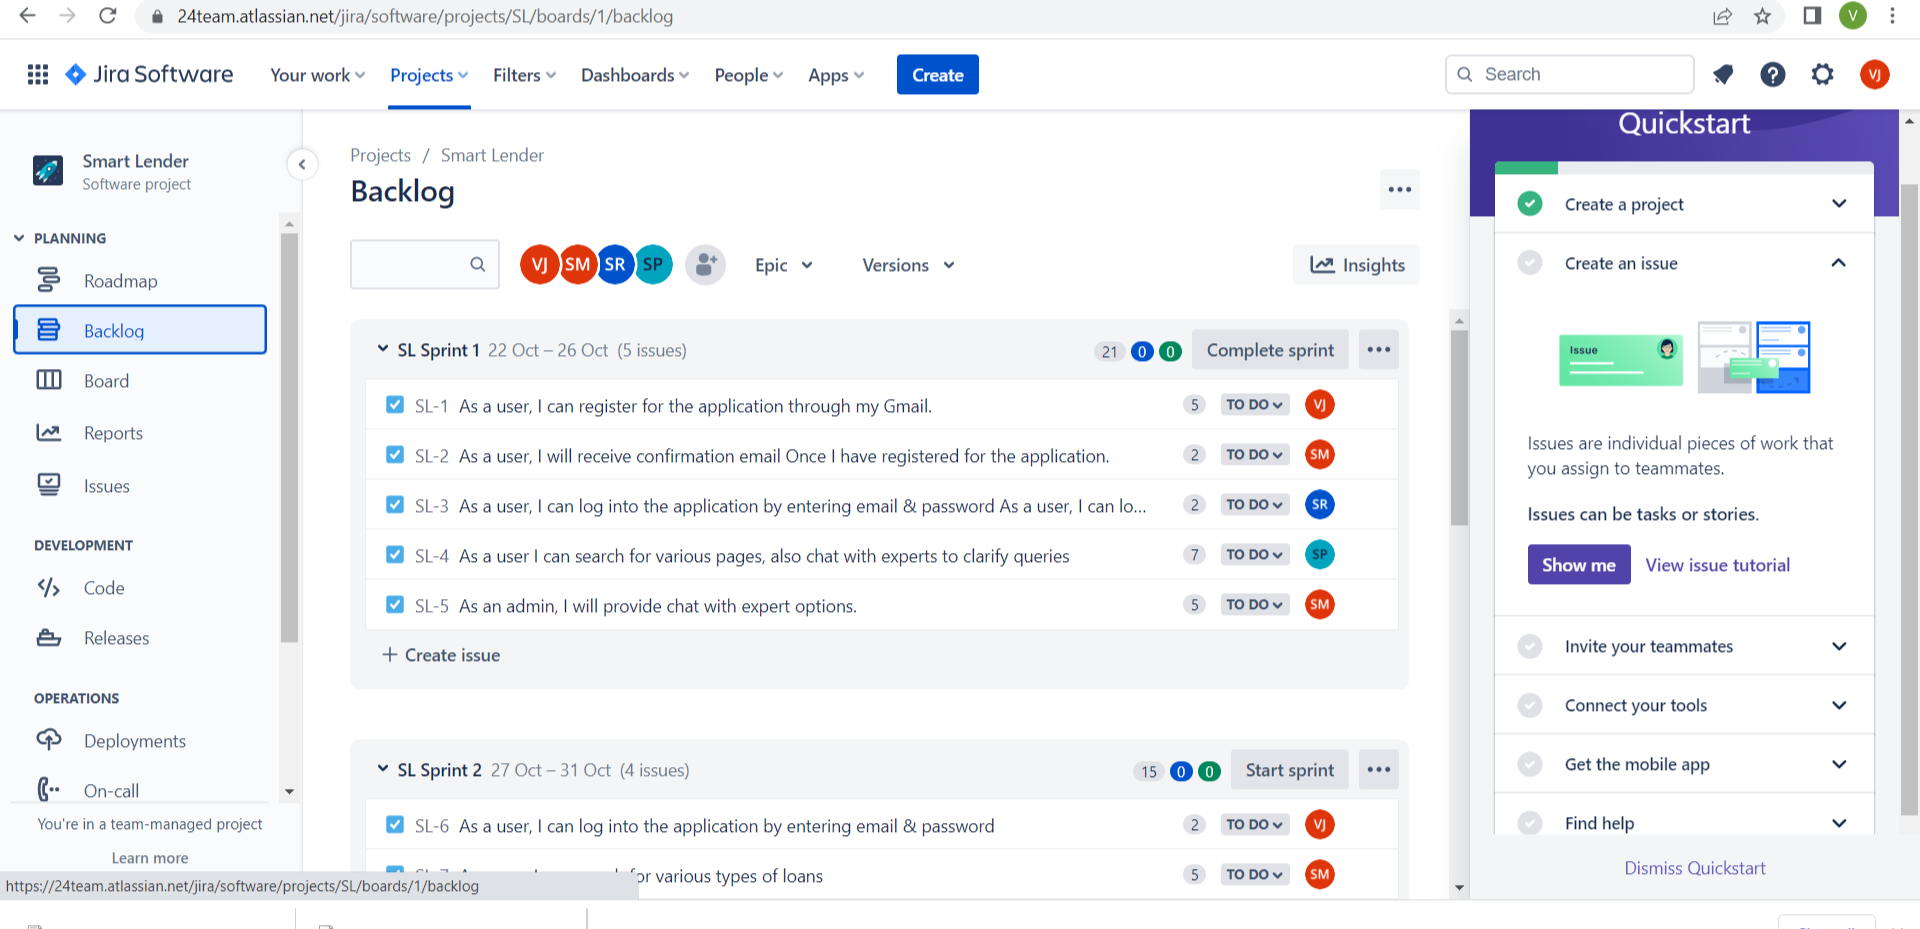 24team.atlassian.net/jira/software/projects/SL/boards/1/backlog
V
Jira Software
Your work
Projects
Filters
Dashboards
People
Apps
Create
Search
VJ
Smart Lender
Software project
PLANNING
Roadmap
Backlog
Board
Reports
Issues
DEVELOPMENT
Code
Releases
OPERATIONS
Deployments
On-call
You're in a team-managed project
Learn more
https://24team.atlassian.net/jira/software/projects/SL/boards/1/backlog
Projects / Smart Lender
Backlog
VJ SM SR SP
Epic
Versions
Insights
SL Sprint 1 22 Oct – 26 Oct (5 issues) 21 0 0 Complete sprint
SL-1 As a user, I can register for the application through my Gmail. 5 TO DO VJ
SL-2 As a user, I will receive confirmation email Once I have registered for the application. 2 TO DO SM
SL-3 As a user, I can log into the application by entering email & password As a user, I can lo... 2 TO DO SR
SL-4 As a user I can search for various pages, also chat with experts to clarify queries 7 TO DO SP
SL-5 As an admin, I will provide chat with expert options. 5 TO DO SM
+ Create issue
SL Sprint 2 27 Oct – 31 Oct (4 issues) 15 0 0 Start sprint
SL-6 As a user, I can log into the application by entering email & password 2 TO DO VJ
for various types of loans 5 TO DO SM
Quickstart
Create a project
Create an issue
Issue
Issues are individual pieces of work that
you assign to teammates.
Issues can be tasks or stories.
Show me
View issue tutorial
Invite your teammates
Connect your tools
Get the mobile app
Find help
Dismiss Quickstart